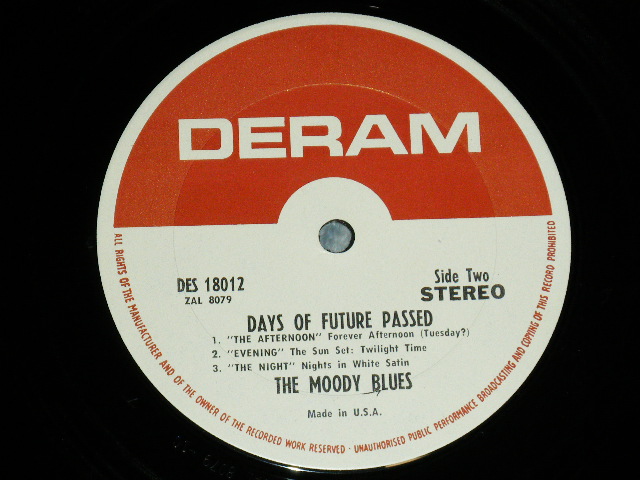 DERAM
DES 18012
ZAL 8079
Side Two
STEREO
DAYS OF FUTURE PASSED
1. "THE AFTERNOON" Forever Afternoon (Tuesday?)
2. "EVENING" The Sun Set: Twilight Time
3. "THE NIGHT" Nights in White Satin
THE MOODY BLUES
Made in U.S.A.
ALL RIGHTS OF THE MANUFACTURER AND OF THE OWNER OF THE RECORDED WORK RESERVED · UNAUTHORISED PUBLIC PERFORMANCE BROADCASTING AND COPYING OF THIS RECORD PROHIBITED